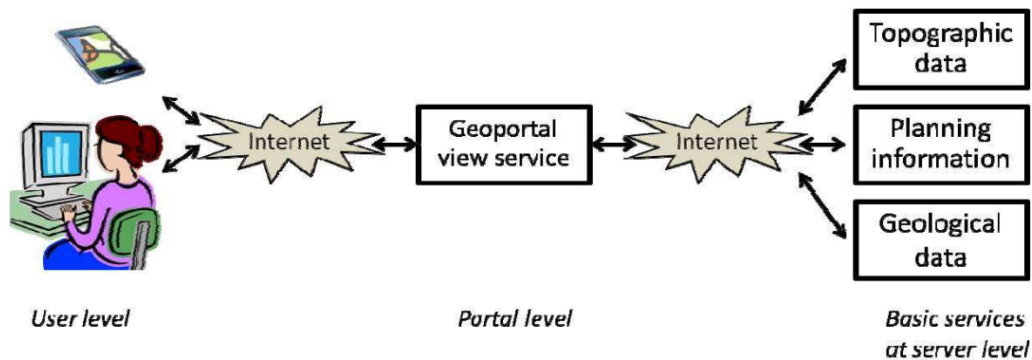 Topographic
data
Internet
Geoportal
view service
Internet
Planning
information
Geological
data
User level
Portal level
Basic services
at server level